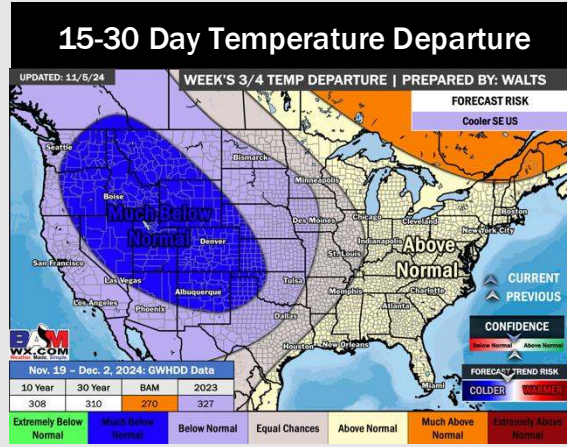 15-30 Day Temperature Departure
UPDATED: 11/5/24
WEEK'S 3/4 TEMP DEPARTURE | PREPARED BY: WALTS
FORECAST RISK
Cooler SE US
Seattle
Bismarck
Minneapolis
Boise
Much Below
Normal
Des Moines
Chicago
Cleveland
Boston
New York City
Denver
Indianapolis
Above
Normal
St. Louis
San Francisco
Las Vegas
Tulsa
Memphis
Charlotte
CURRENT
PREVIOUS
Los Angeles
Albuquerque
Phoenix
Dallas
Atlanta
Houston
New Orleans
Miami
BAM
WX.COM
Weather. Made. Simple.
CONFIDENCE
Below Normal
Above Normal
FORECAST TREND RISK
COLDER
WARMER
Nov. 19 – Dec. 2, 2024: GWHDD Data
10 Year 30 Year BAM 2023
308 310 270 327
Extremely Below Normal
Much Below Normal
Below Normal
Equal Chances
Above Normal
Much Above Normal
Extremely Above Normal